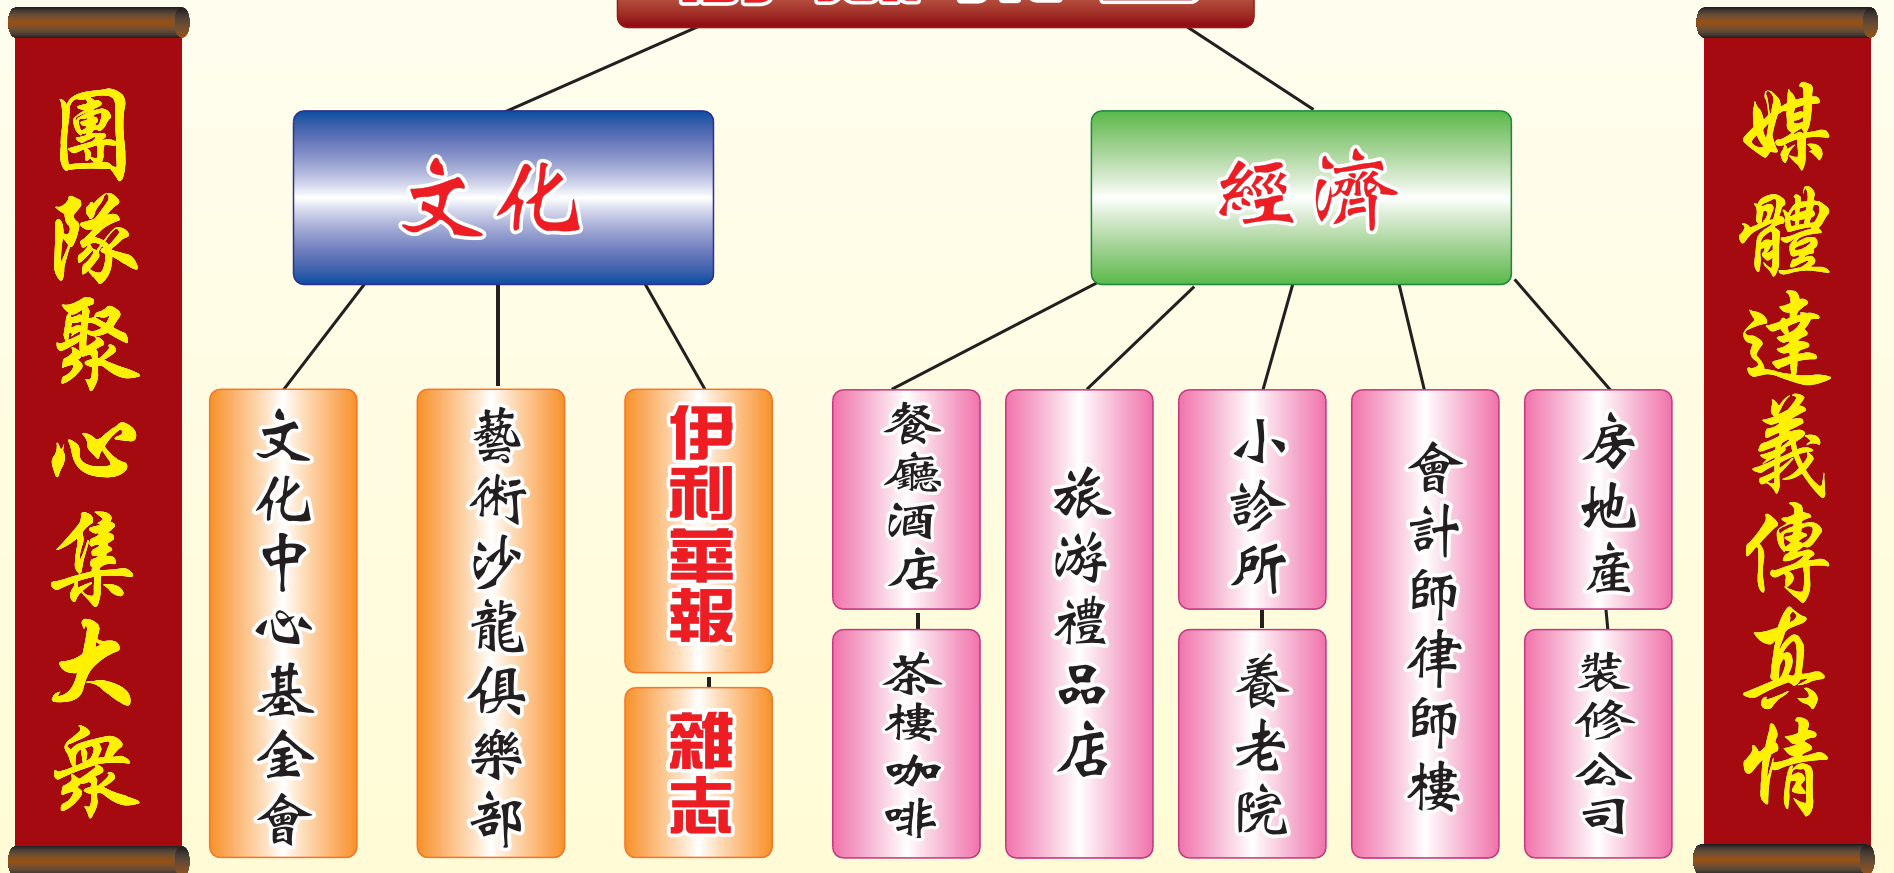 團隊聚心集大衆
文化
經濟
文化中心基金會
藝術沙龍俱樂部
伊利華報
雜志
餐廳酒店
茶樓咖啡
旅游禮品店
小診所
養老院
會計師律師樓
房地産
裝修公司
媒體達義傳真情